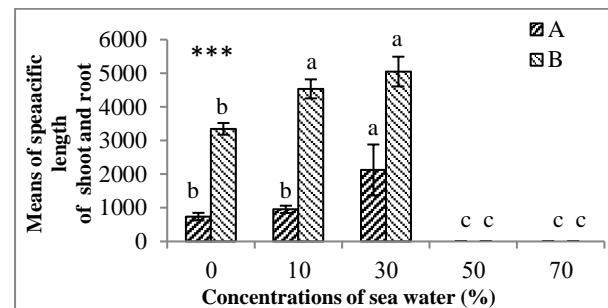 6000
5000
4000
3000
2000
1000
0
Means of speaacific
length
of shoot and root
***
A
B
b
b
b
a
a
a
c c
c c
0 10 30 50 70
Concentrations of sea water (%)